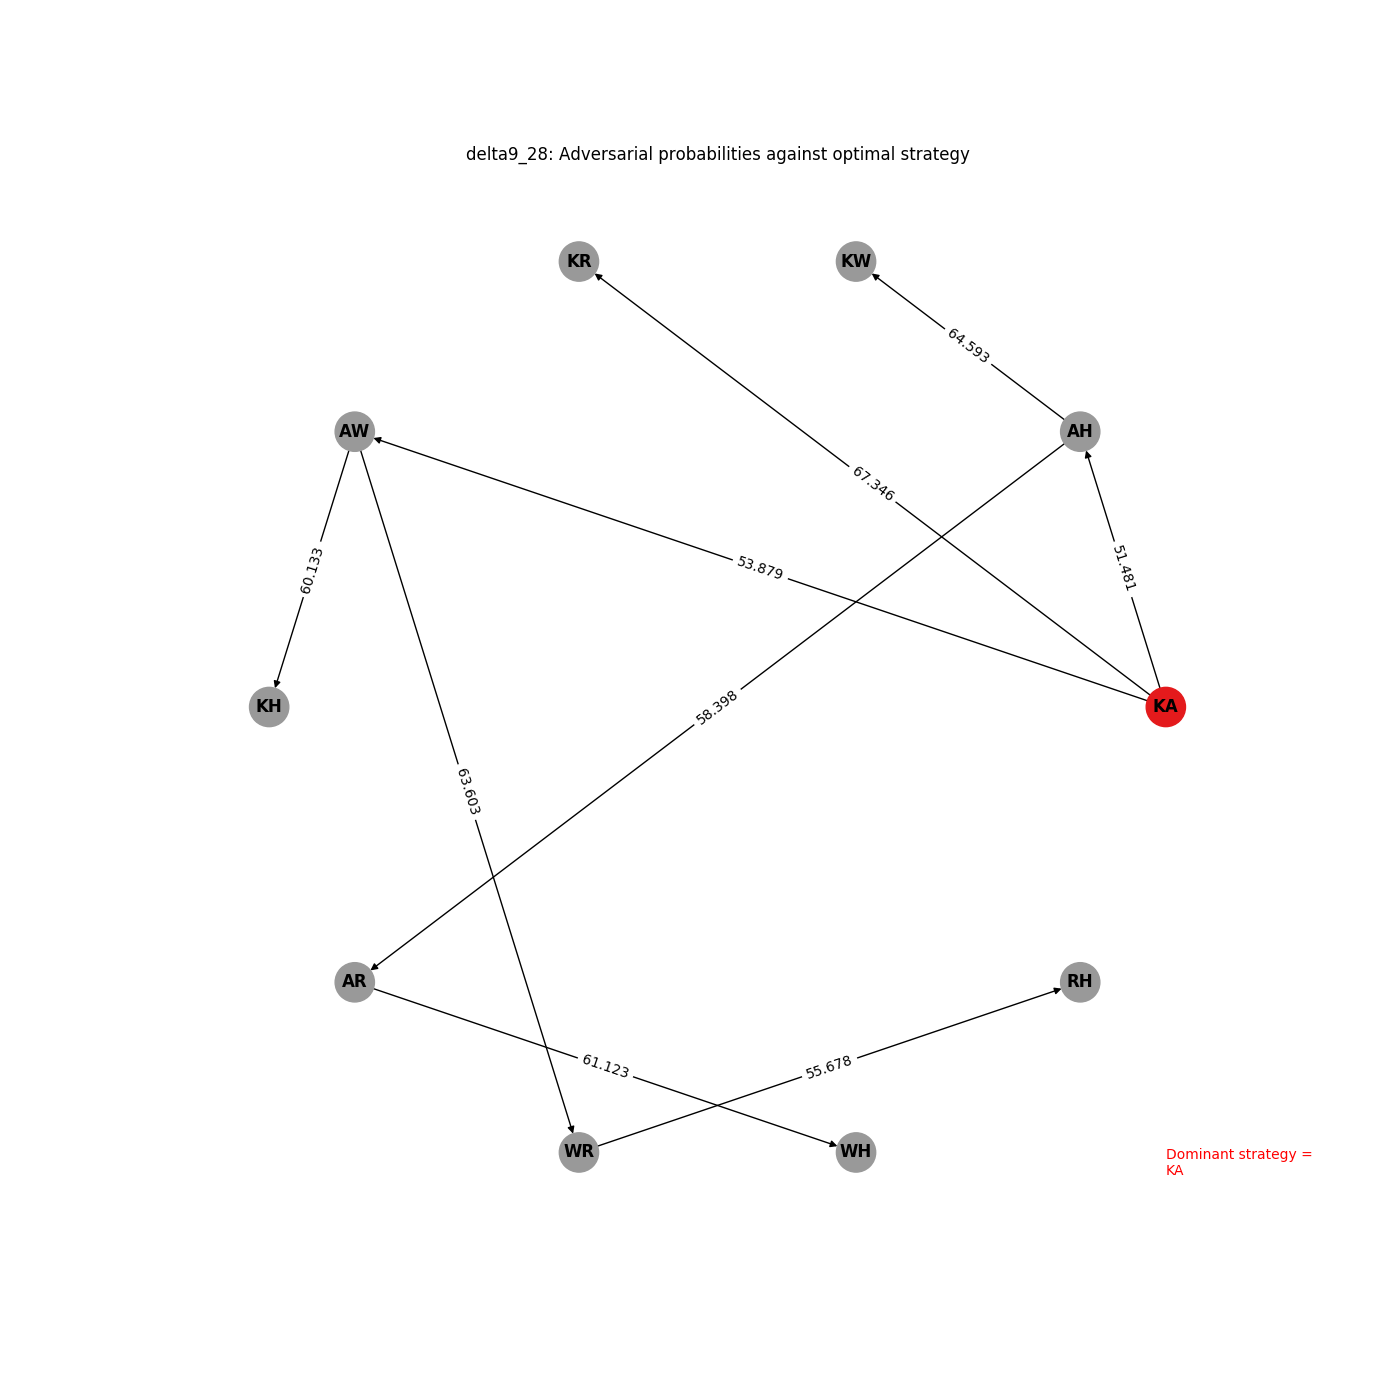 delta9_28: Adversarial probabilities against optimal strategy
KR
KW
64.593
AW
AH
67.346
53.879
51.481
60.133
KH
58.398
KA
63.603
AR
RH
61.123
55.678
WR
WH
Dominant strategy =
KA